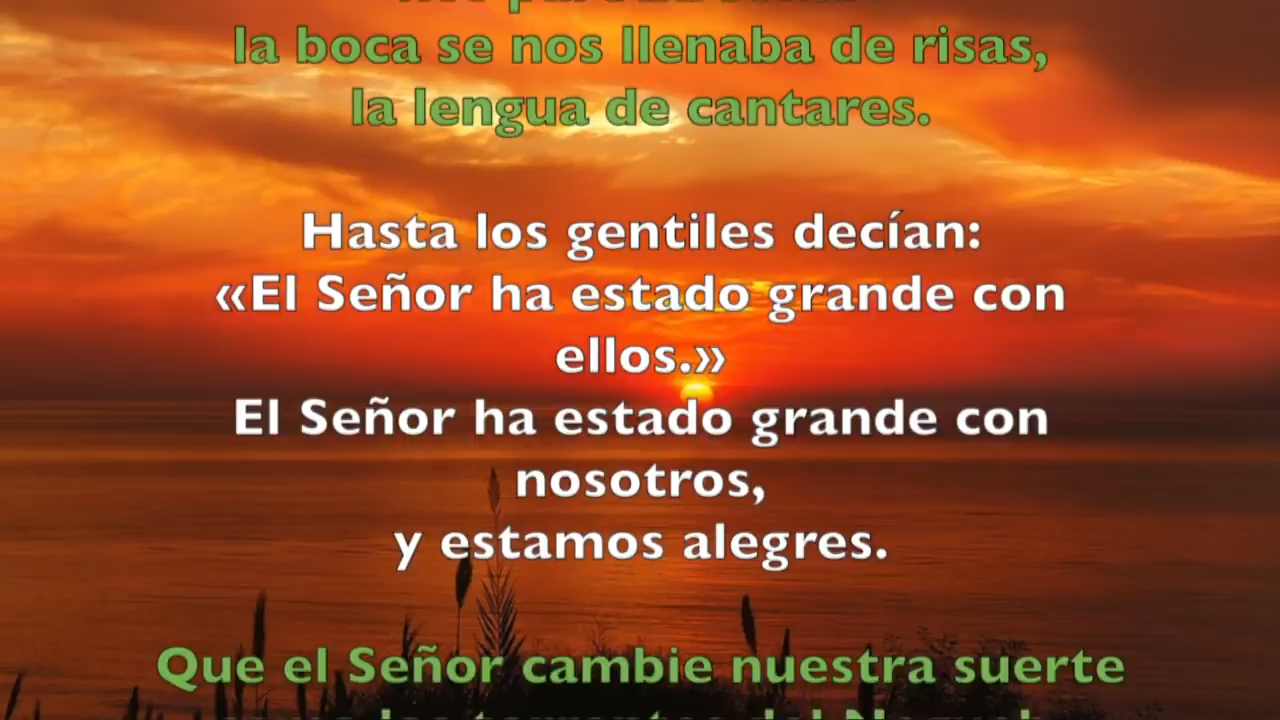 la boca se nos llenaba de risas,
la lengua de cantares.
Hasta los gentiles decían:
«El Señor ha estado grande con
ellos.»
El Señor ha estado grande con
nosotros,
y estamos alegres.
Que el Señor cambie nuestra suerte